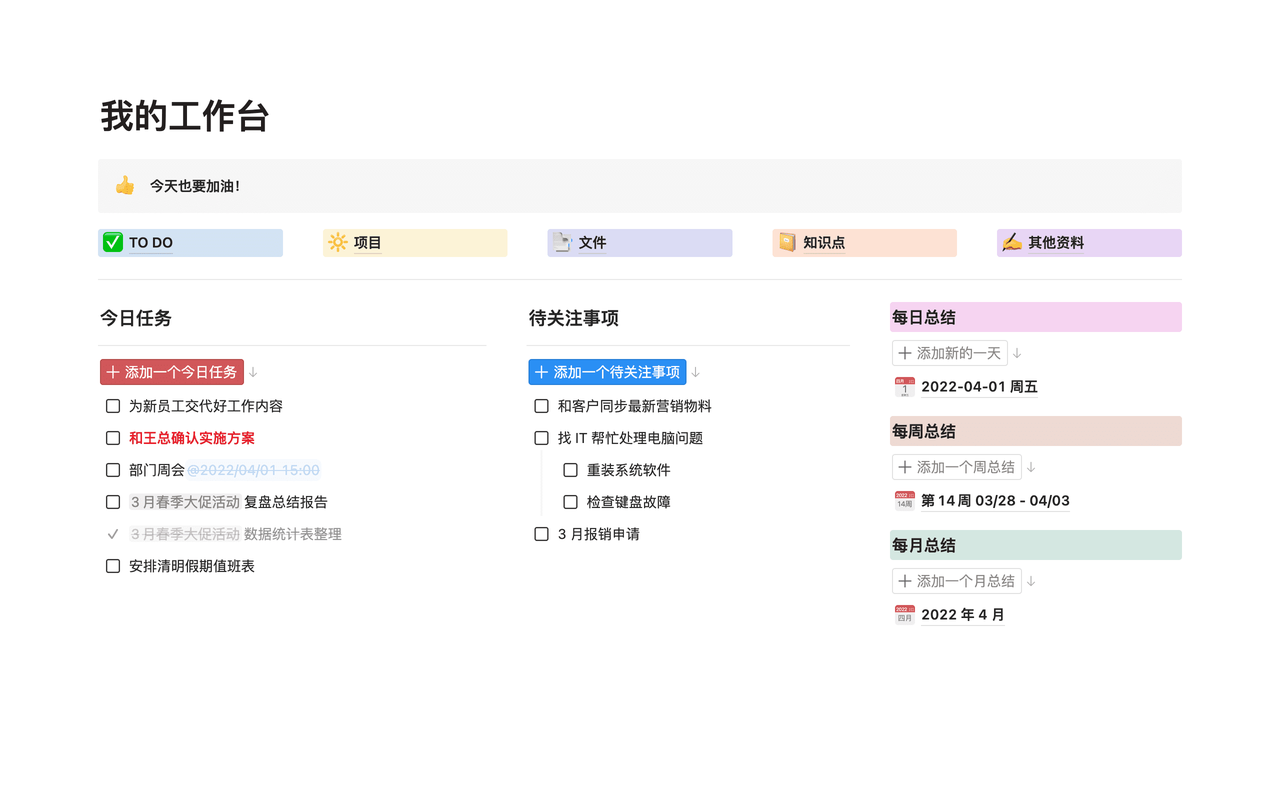 我的工作台
👍 今天也要加油！
✅ TO DO
🔆 项目
📄 文件
📔 知识点
✍️ 其他资料
今日任务
+ 添加一个今日任务 ↓
为新员工交代好工作内容
和王总确认实施方案
部门周会 @2022/04/01 15:00
3 月春季大促活动 复盘总结报告
✓ 3 月春季大促活动 数据统计表整理
安排清明假期值班表
待关注事项
+ 添加一个待关注事项 ↓
和客户同步最新营销物料
找 IT 帮忙处理电脑问题
重装系统软件
检查键盘故障
3 月报销申请
每日总结
+ 添加新的一天 ↓
2022-04-01 周五
每周总结
+ 添加一个周总结 ↓
14周 第 14 周 03/28 - 04/03
每月总结
+ 添加一个月总结 ↓
2022 四月 2022 年 4 月